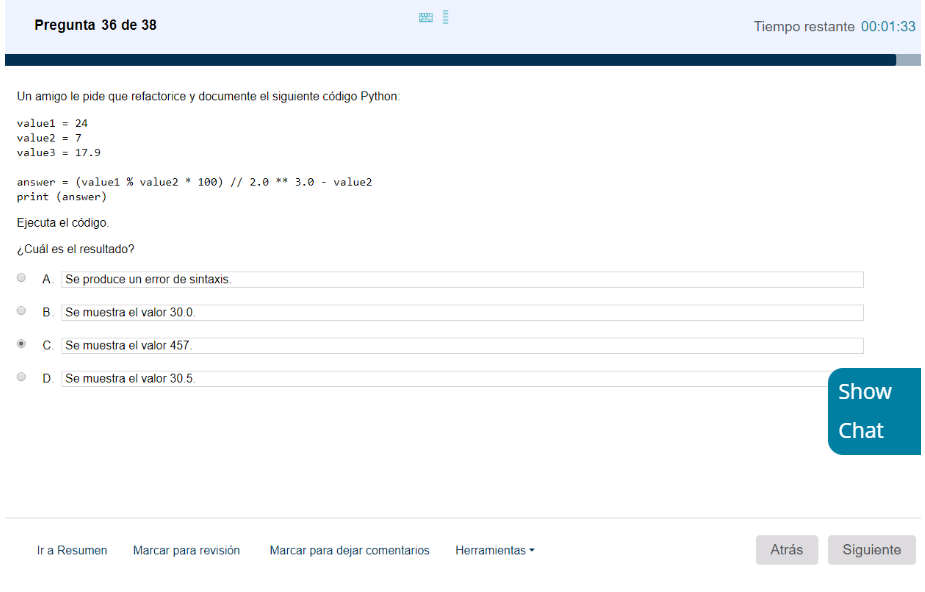 Pregunta 36 de 38
Tiempo restante 00:01:33
Un amigo le pide que refactorice y documente el siguiente código Python:
value1 = 24
value2 = 7
value3 = 17.9
answer = (value1 % value2 * 100) // 2.0 ** 3.0 - value2
print (answer)
Ejecuta el código.
¿Cuál es el resultado?
A. Se produce un error de sintaxis.
B. Se muestra el valor 30.0.
C. Se muestra el valor 457.
D. Se muestra el valor 30.5.
Show
Chat
Ir a Resumen Marcar para revisión Marcar para dejar comentarios Herramientas Atrás Siguiente